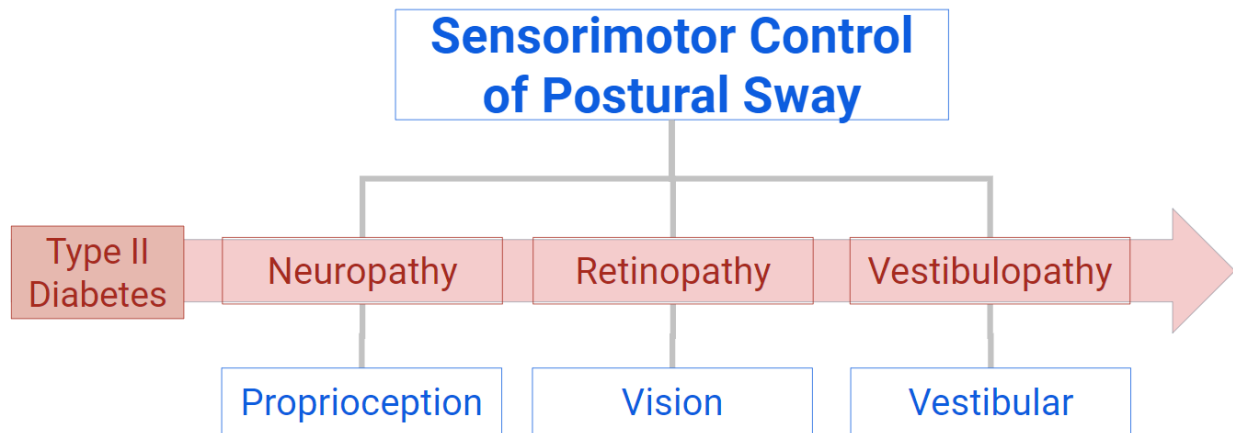 Sensorimotor Control
of Postural Sway
Type II
Diabetes
Neuropathy
Retinopathy
Vestibulopathy
Proprioception
Vision
Vestibular